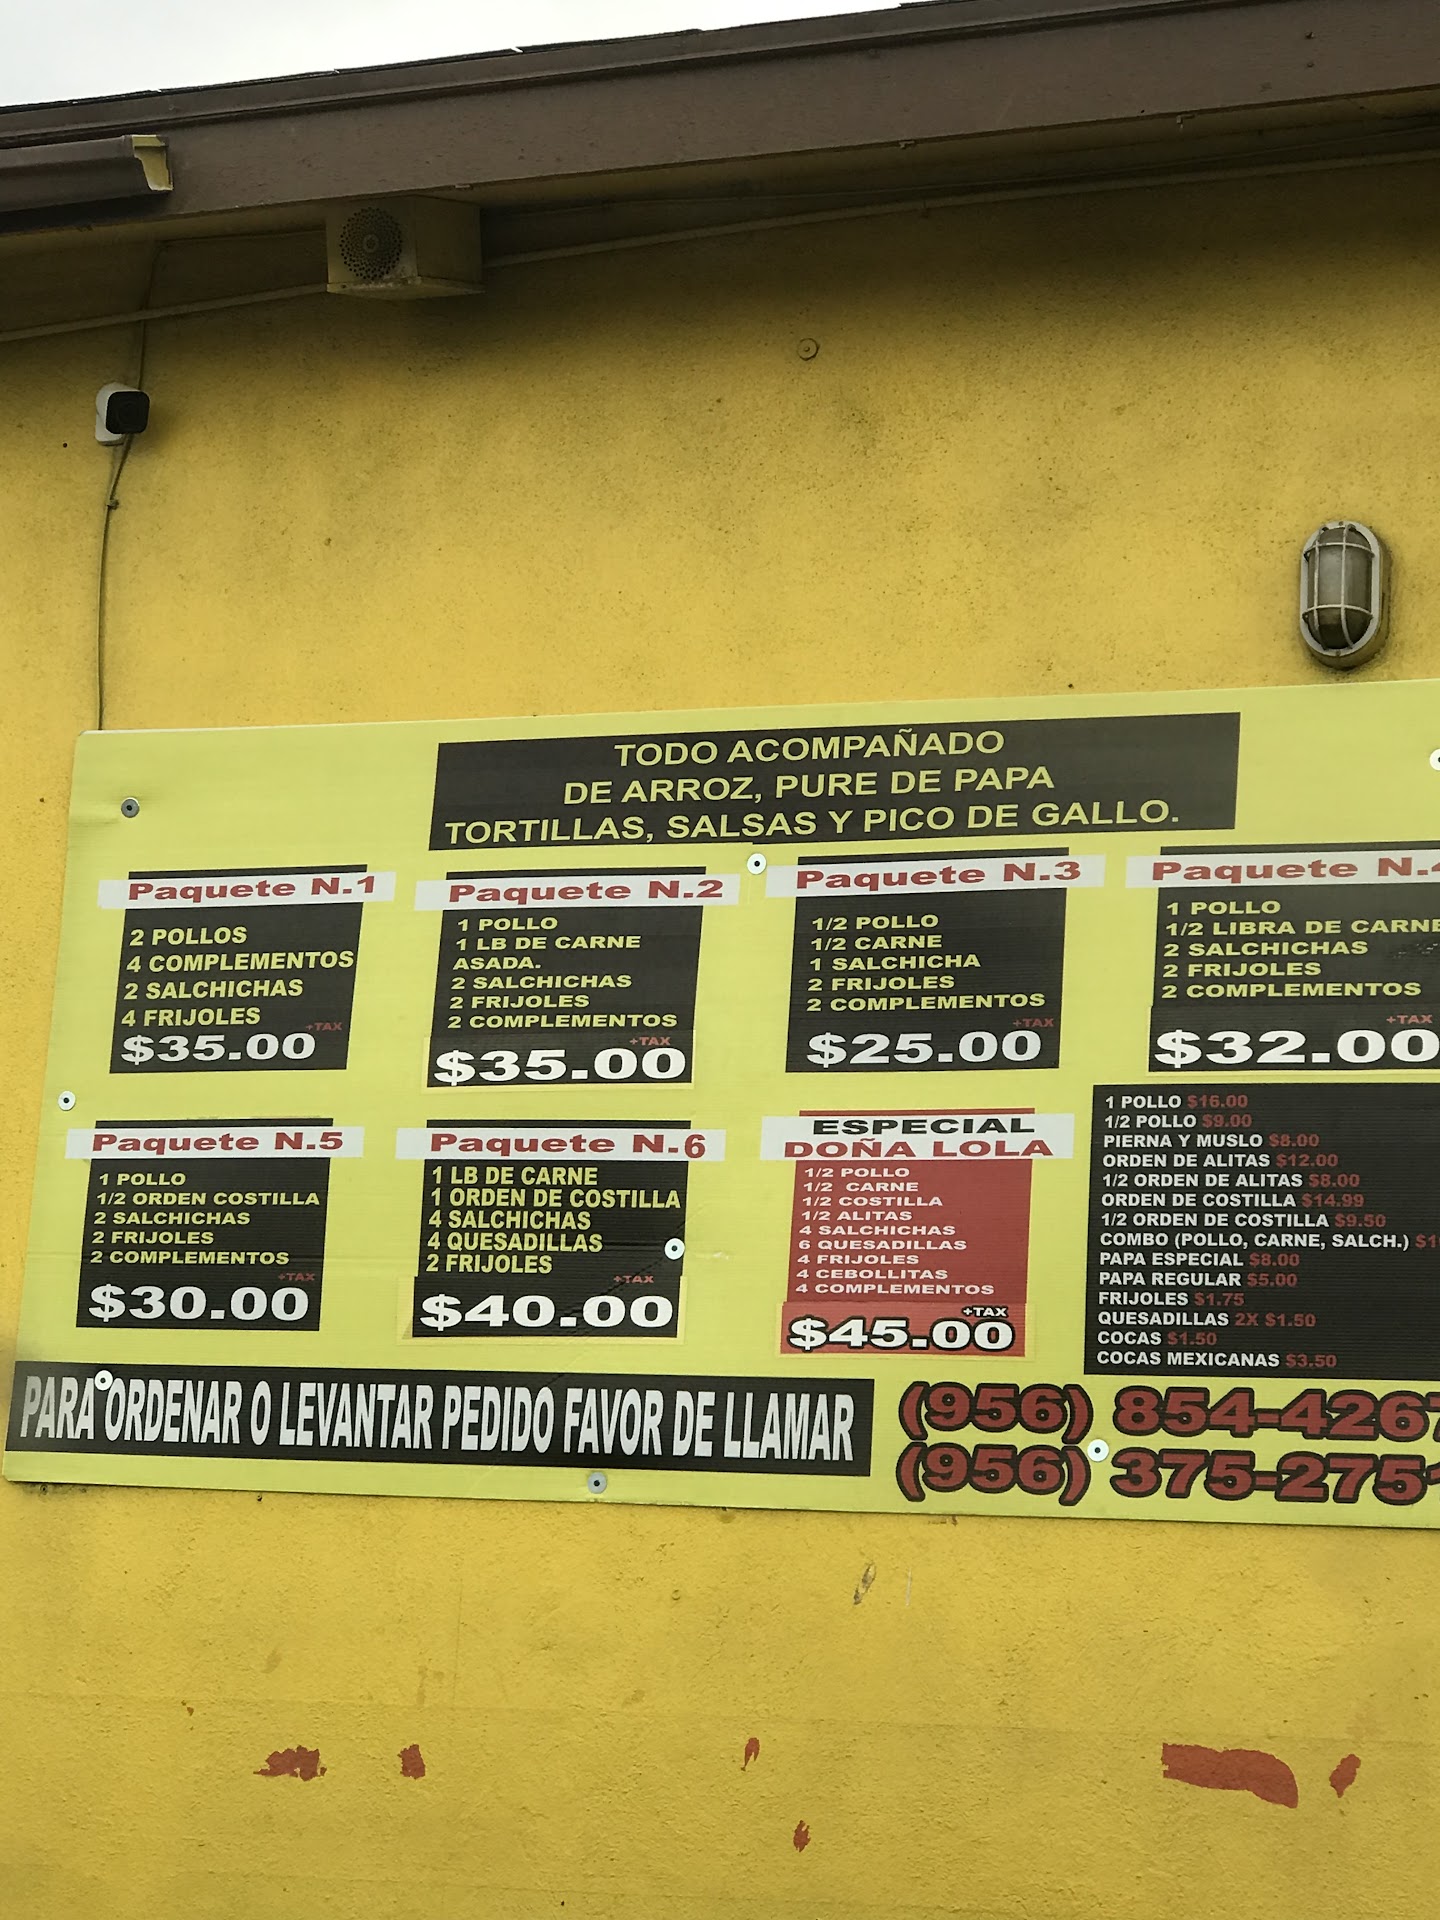 TODO ACOMPAÑADO
DE ARROZ, PURE DE PAPA
TORTILLAS, SALSAS Y PICO DE GALLO.
Paquete N.1
2 POLLOS
4 COMPLEMENTOS
2 SALCHICHAS
4 FRIJOLES
+TAX
$35.00
Paquete N.2
1 POLLO
1 LB DE CARNE
ASADA.
2 SALCHICHAS
2 FRIJOLES
2 COMPLEMENTOS
+TAX
$35.00
Paquete N.3
1/2 POLLO
1/2 CARNE
1 SALCHICHA
2 FRIJOLES
2 COMPLEMENTOS
+TAX
$25.00
Paquete N.4
1 POLLO
1/2 LIBRA DE CARNE
2 SALCHICHAS
2 FRIJOLES
2 COMPLEMENTOS
+TAX
$32.00
Paquete N.5
1 POLLO
1/2 ORDEN COSTILLA
2 SALCHICHAS
2 FRIJOLES
2 COMPLEMENTOS
+TAX
$30.00
Paquete N.6
1 LB DE CARNE
1 ORDEN DE COSTILLA
4 SALCHICHAS
4 QUESADILLAS
2 FRIJOLES
+TAX
$40.00
ESPECIAL
DOÑA LOLA
1/2 POLLO
1/2 CARNE
1/2 COSTILLA
1/2 ALITAS
4 SALCHICHAS
6 QUESADILLAS
4 FRIJOLES
4 CEBOLLITAS
4 COMPLEMENTOS
+TAX
$45.00
1 POLLO $16.00
1/2 POLLO $9.00
PIERNA Y MUSLO $8.00
ORDEN DE ALITAS $12.00
1/2 ORDEN DE ALITAS $8.00
ORDEN DE COSTILLA $14.99
1/2 ORDEN DE COSTILLA $9.50
COMBO (POLLO, CARNE, SALCH.)
PAPA ESPECIAL $8.00
PAPA REGULAR $5.00
FRIJOLES $1.75
QUESADILLAS 2X $1.50
COCAS $1.50
COCAS MEXICANAS $3.50
PARA ORDENAR O LEVANTAR PEDIDO FAVOR DE LLAMAR
(956) 854-4267
(956) 375-2751